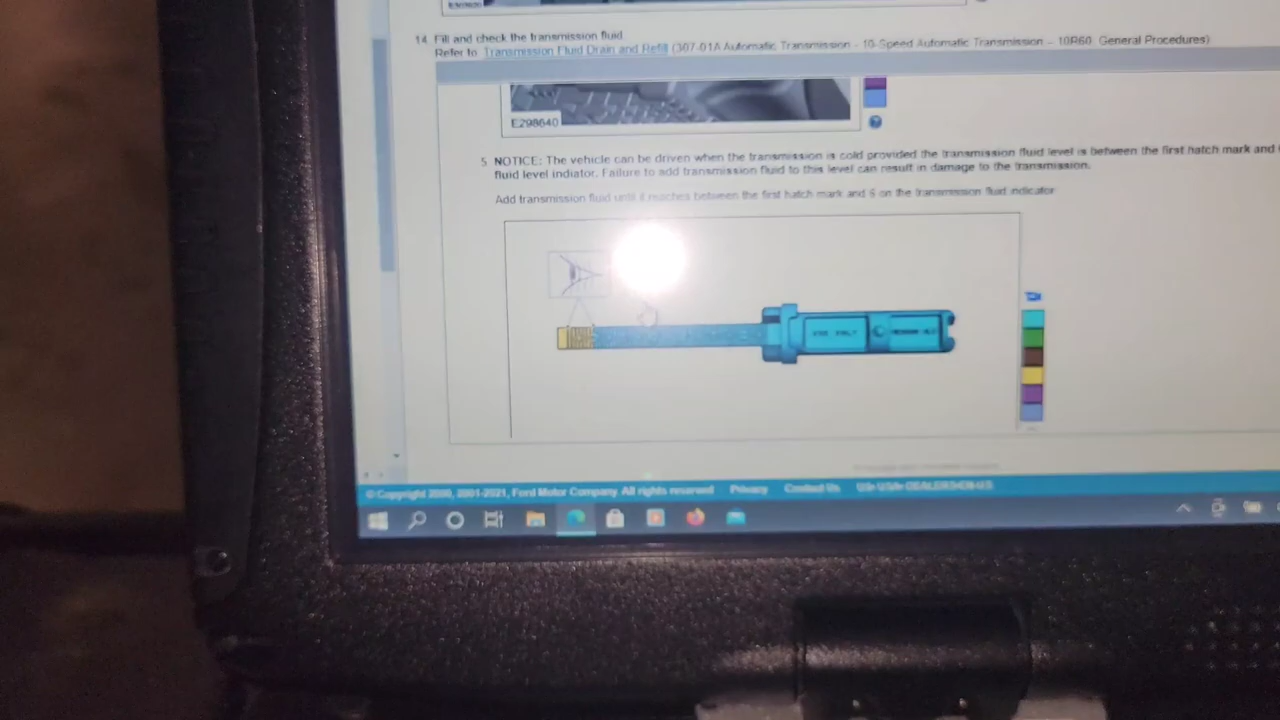 14. Fill and check the transmission fluid.
Refer to: Transmission Fluid Drain and Refill (307-01A Automatic Transmission - 10-Speed Automatic Transmission – 10R60, General Procedures)
E298640
5. NOTICE: The vehicle can be driven when the transmission is cold provided the transmission fluid level is between the first hatch mark and
fluid level indiator. Failure to add transmission fluid to this level can result in damage to the transmission.
Add transmission fluid until it reaches between the first hatch mark and S on the transmission fluid indicator
© Copyright 2000, 2001-2021, Ford Motor Company. All rights reserved Privacy Contact Us